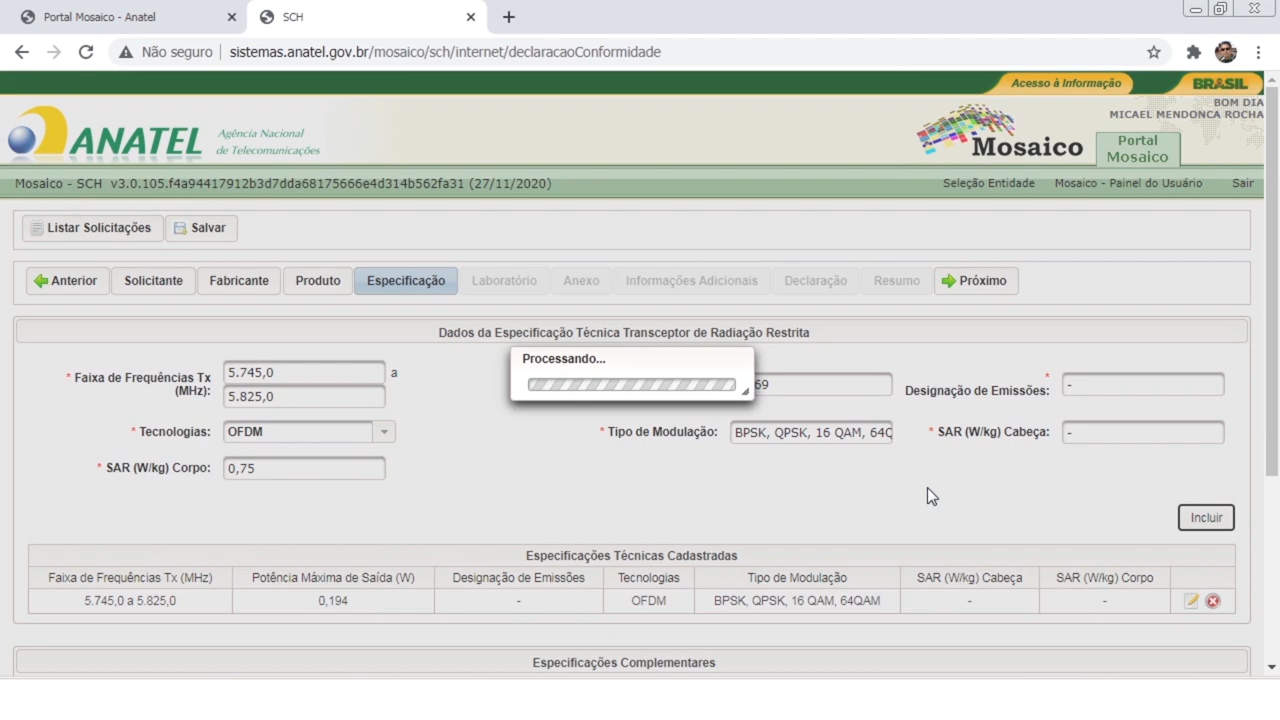 Portal Mosaico - Anatel
SCH
Não seguro
sistemas.anatel.gov.br/mosaico/sch/internet/declaracaoConformidade
Acesso à Informação
BRASIL
BOM DIA
MICAEL MENDONCA ROCHA
ANATEL
Agência Nacional
de Telecomunicações
Mosaico
Portal
Mosaico
Mosaico - SCH v3.0.105.f4a94417912b3d7dda68175666e4d314b562fa31 (27/11/2020)
Seleção Entidade Mosaico - Painel do Usuário Sair
Listar Solicitações Salvar
Anterior Solicitante Fabricante Produto Especificação Laboratório Anexo Informações Adicionais Declaração Resumo Próximo
Dados da Especificação Técnica Transceptor de Radiação Restrita
Processando...
* Faixa de Frequências Tx (MHz): 5.745,0 a
5.825,0
69
* Designação de Emissões: -
* Tecnologias: OFDM
* Tipo de Modulação: BPSK, QPSK, 16 QAM, 64Q
* SAR (W/kg) Cabeça: -
* SAR (W/kg) Corpo: 0,75
Incluir
Especificações Técnicas Cadastradas
Faixa de Frequências Tx (MHz) Potência Máxima de Saída (W) Designação de Emissões Tecnologias Tipo de Modulação SAR (W/kg) Cabeça SAR (W/kg) Corpo
5.745,0 a 5.825,0 0,194 - OFDM BPSK, QPSK, 16 QAM, 64QAM - -
Especificações Complementares